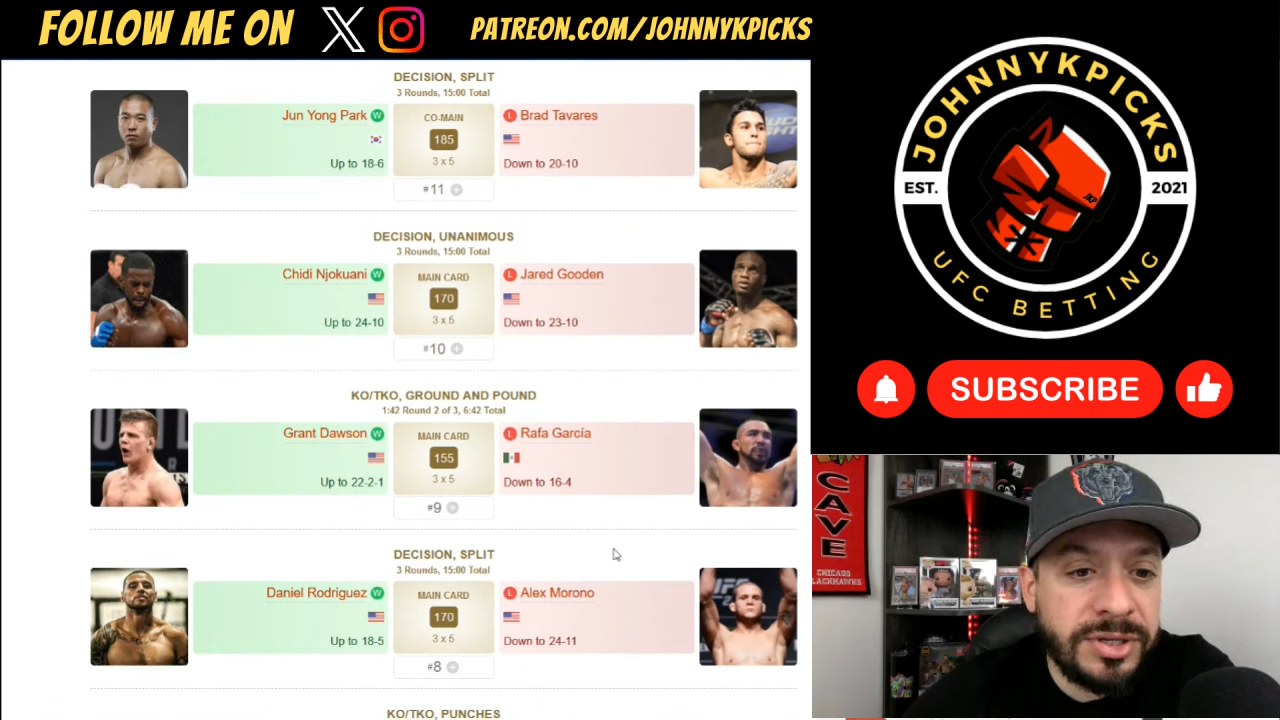 FOLLOW ME ON
PATREON.COM/JOHNNYKPICKS
DECISION, SPLIT
3 Rounds, 15:00 Total
Jun Yong Park W
CO-MAIN
L Brad Tavares
185
3 x 5
Up to 18-6
Down to 20-10
#11
DECISION, UNANIMOUS
3 Rounds, 15:00 Total
Chidi Njokuani W
MAIN CARD
L Jared Gooden
170
3 x 5
Up to 24-10
Down to 23-10
#10
KO/TKO, GROUND AND POUND
1:42 Round 2 of 3, 6:42 Total
Grant Dawson W
MAIN CARD
L Rafa García
155
3 x 5
Up to 22-2-1
Down to 16-4
#9
DECISION, SPLIT
3 Rounds, 15:00 Total
Daniel Rodriguez W
MAIN CARD
L Alex Morono
170
3 x 5
Up to 18-5
Down to 24-11
#8
KO/TKO, PUNCHES
JOHNNYKPICKS
EST.
2021
JKP
UFC BETTING
SUBSCRIBE
CAVE
CHICAGO